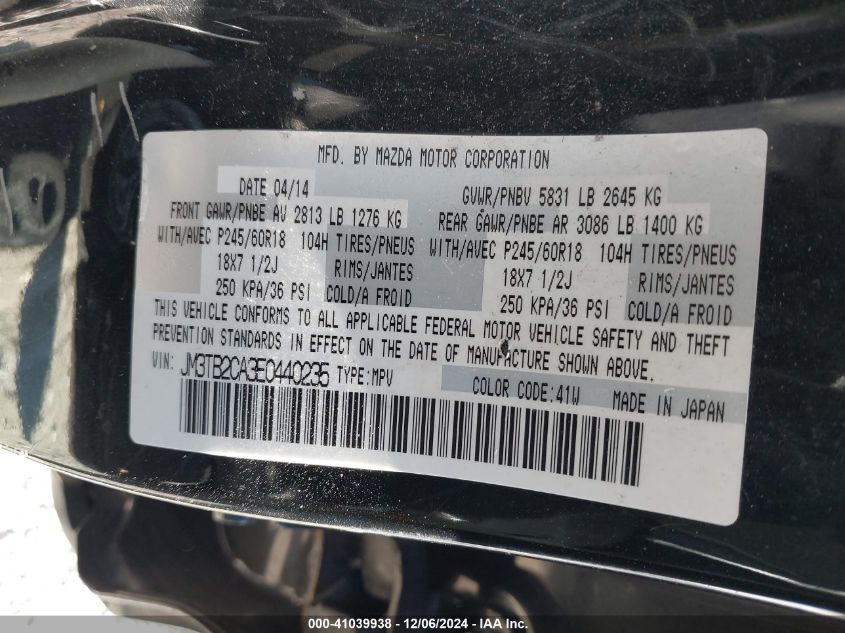 MFD. BY MAZDA MOTOR CORPORATION
DATE 04/14 GVWR/PNBV 5831 LB 2645 KG
FRONT GAWR/PNBE AV 2813 LB 1276 KG REAR GAWR/PNBE AR 3086 LB 1400 KG
WITH/AVEC P245/60R18 104H TIRES/PNEUS WITH/AVEC P245/60R18 104H TIRES/PNEUS
18X7 1/2J RIMS/JANTES 18X7 1/2J RIMS/JANTES
250 KPA/36 PSI COLD/A FROID 250 KPA/36 PSI COLD/A FROID
THIS VEHICLE CONFORMS TO ALL APPLICABLE FEDERAL MOTOR VEHICLE SAFETY AND THEFT
PREVENTION STANDARDS IN EFFECT ON THE DATE OF MANUFACTURE SHOWN ABOVE.
VIN: JM3TB2CA3E0440235 TYPE:MPV COLOR CODE:41W MADE IN JAPAN
000-41039938 - 12/06/2024 - IAA Inc.